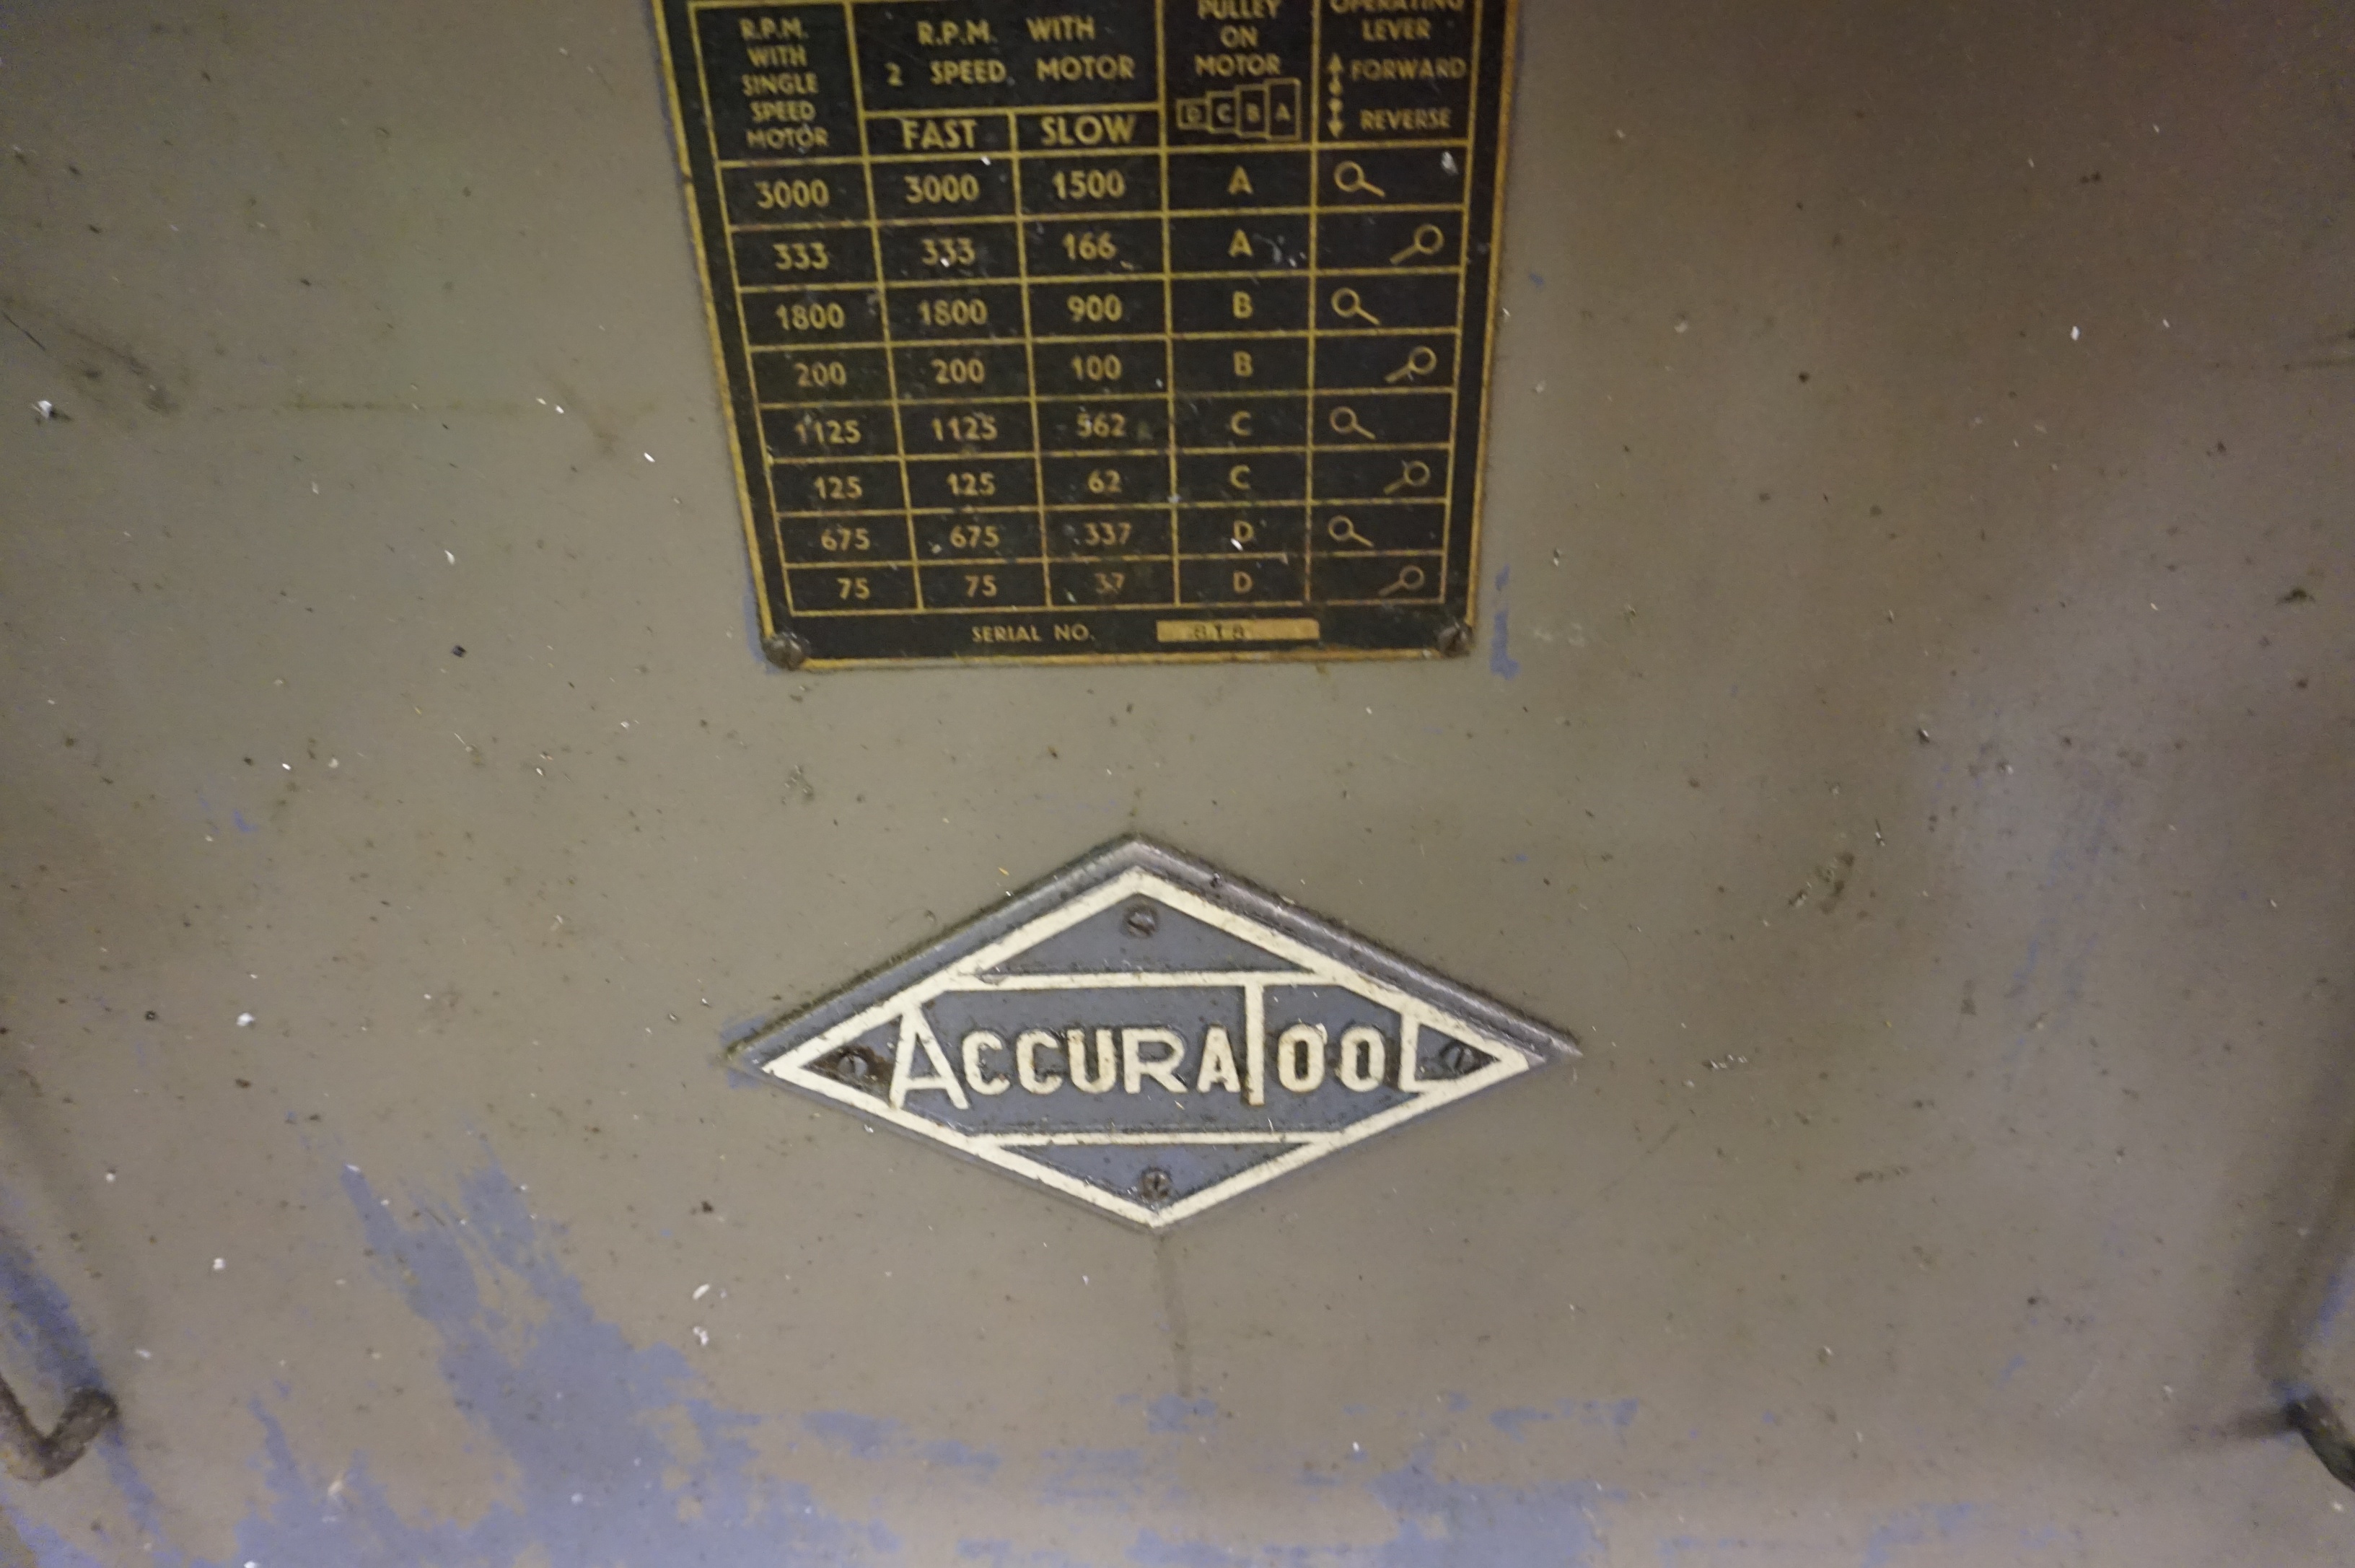 R.P.M. WITH SINGLE SPEED MOTOR
R.P.M. WITH 2 SPEED MOTOR
FAST SLOW
PULLEY ON MOTOR
D C B A
OPERATING LEVER
FORWARD
REVERSE
3000 3000 1500 A
333 333 166 A
1800 1800 900 B
200 200 100 B
1125 1125 562 C
125 125 62 C
675 675 337 D
75 75 37 D
SERIAL NO.
ACCURATOOL